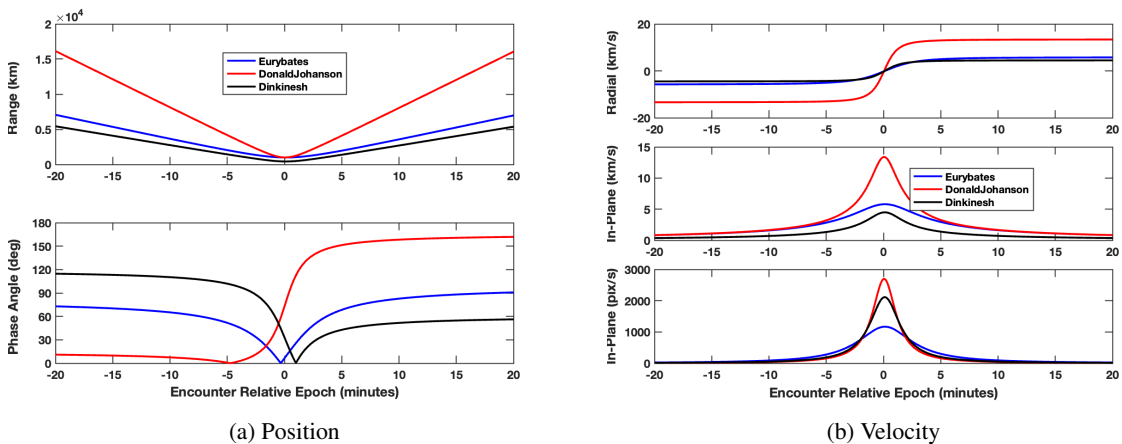 ×10⁴
2
1.5
1
0.5
0
Range (km)
Eurybates
DonaldJohanson
Dinkinesh
-20 -15 -10 -5 0 5 10 15 20
180
150
120
90
60
30
0
Phase Angle (deg)
-20 -15 -10 -5 0 5 10 15 20
Encounter Relative Epoch (minutes)
(a) Position
20
0
-20
Radial (km/s)
-20 -15 -10 -5 0 5 10 15 20
15
10
5
0
In-Plane (km/s)
Eurybates
DonaldJohanson
Dinkinesh
-20 -15 -10 -5 0 5 10 15 20
3000
2000
1000
0
In-Plane (pix/s)
-20 -15 -10 -5 0 5 10 15 20
Encounter Relative Epoch (minutes)
(b) Velocity